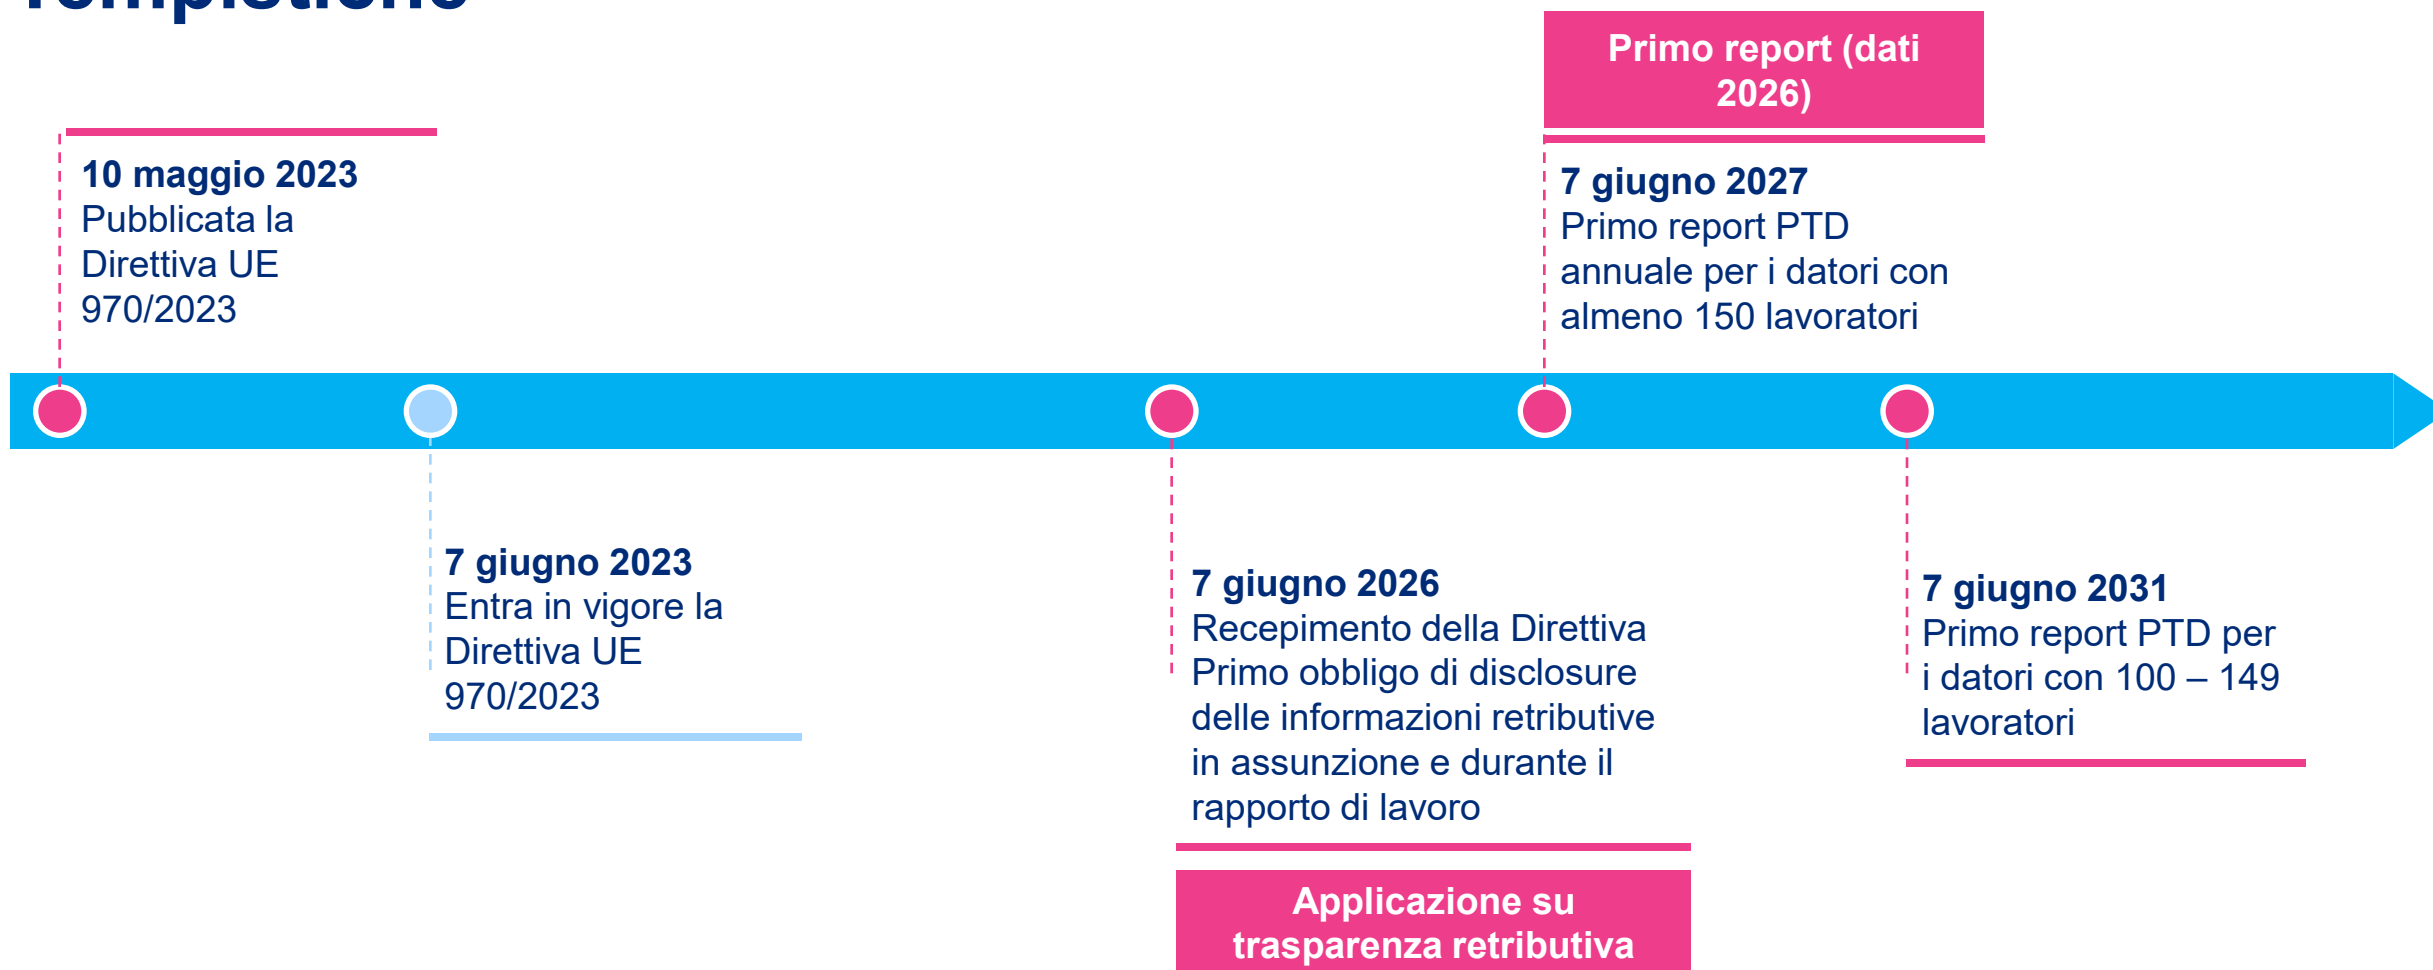 Tempistiche
Primo report (dati
2026)
10 maggio 2023
Pubblicata la
Direttiva UE
970/2023
7 giugno 2027
Primo report PTD
annuale per i datori con
almeno 150 lavoratori
7 giugno 2023
Entra in vigore la
Direttiva UE
970/2023
7 giugno 2026
Recepimento della Direttiva
Primo obbligo di disclosure
delle informazioni retributive
in assunzione e durante il
rapporto di lavoro
Applicazione su
trasparenza retributiva
7 giugno 2031
Primo report PTD per
i datori con 100 – 149
lavoratori